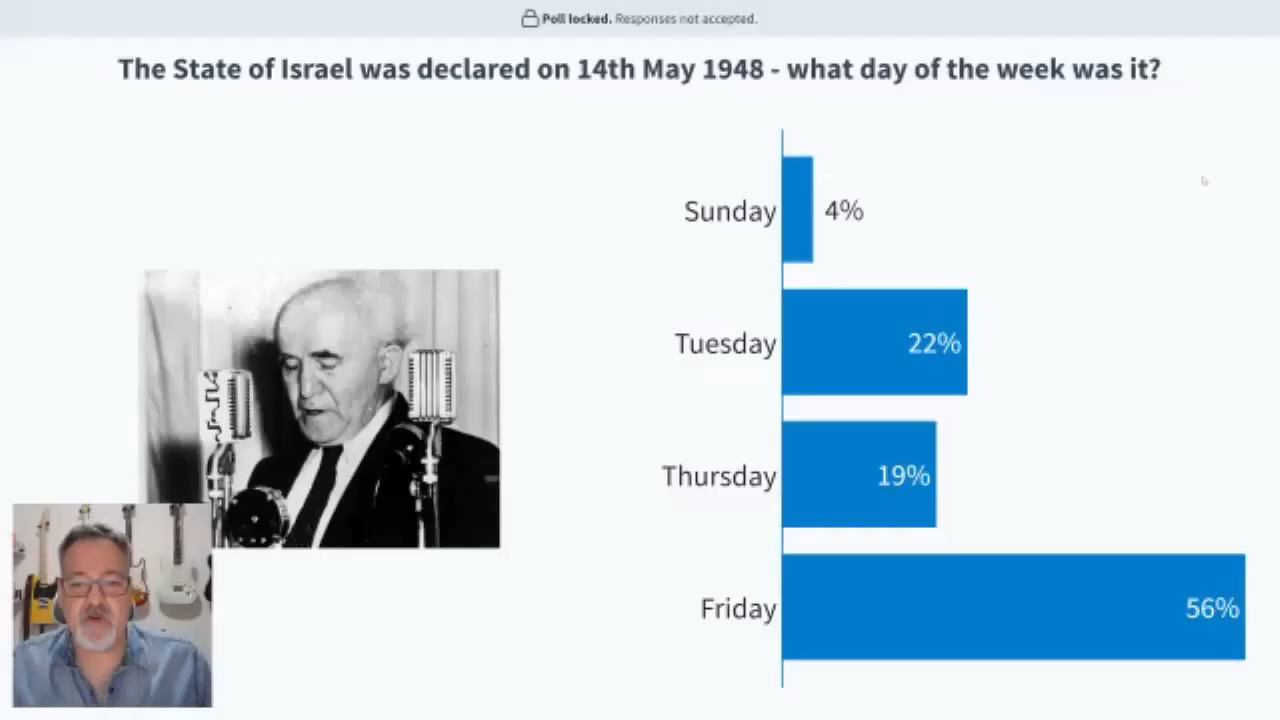 Poll locked. Responses not accepted.
The State of Israel was declared on 14th May 1948 - what day of the week was it?
Sunday 4%
Tuesday 22%
Thursday 19%
Friday 56%